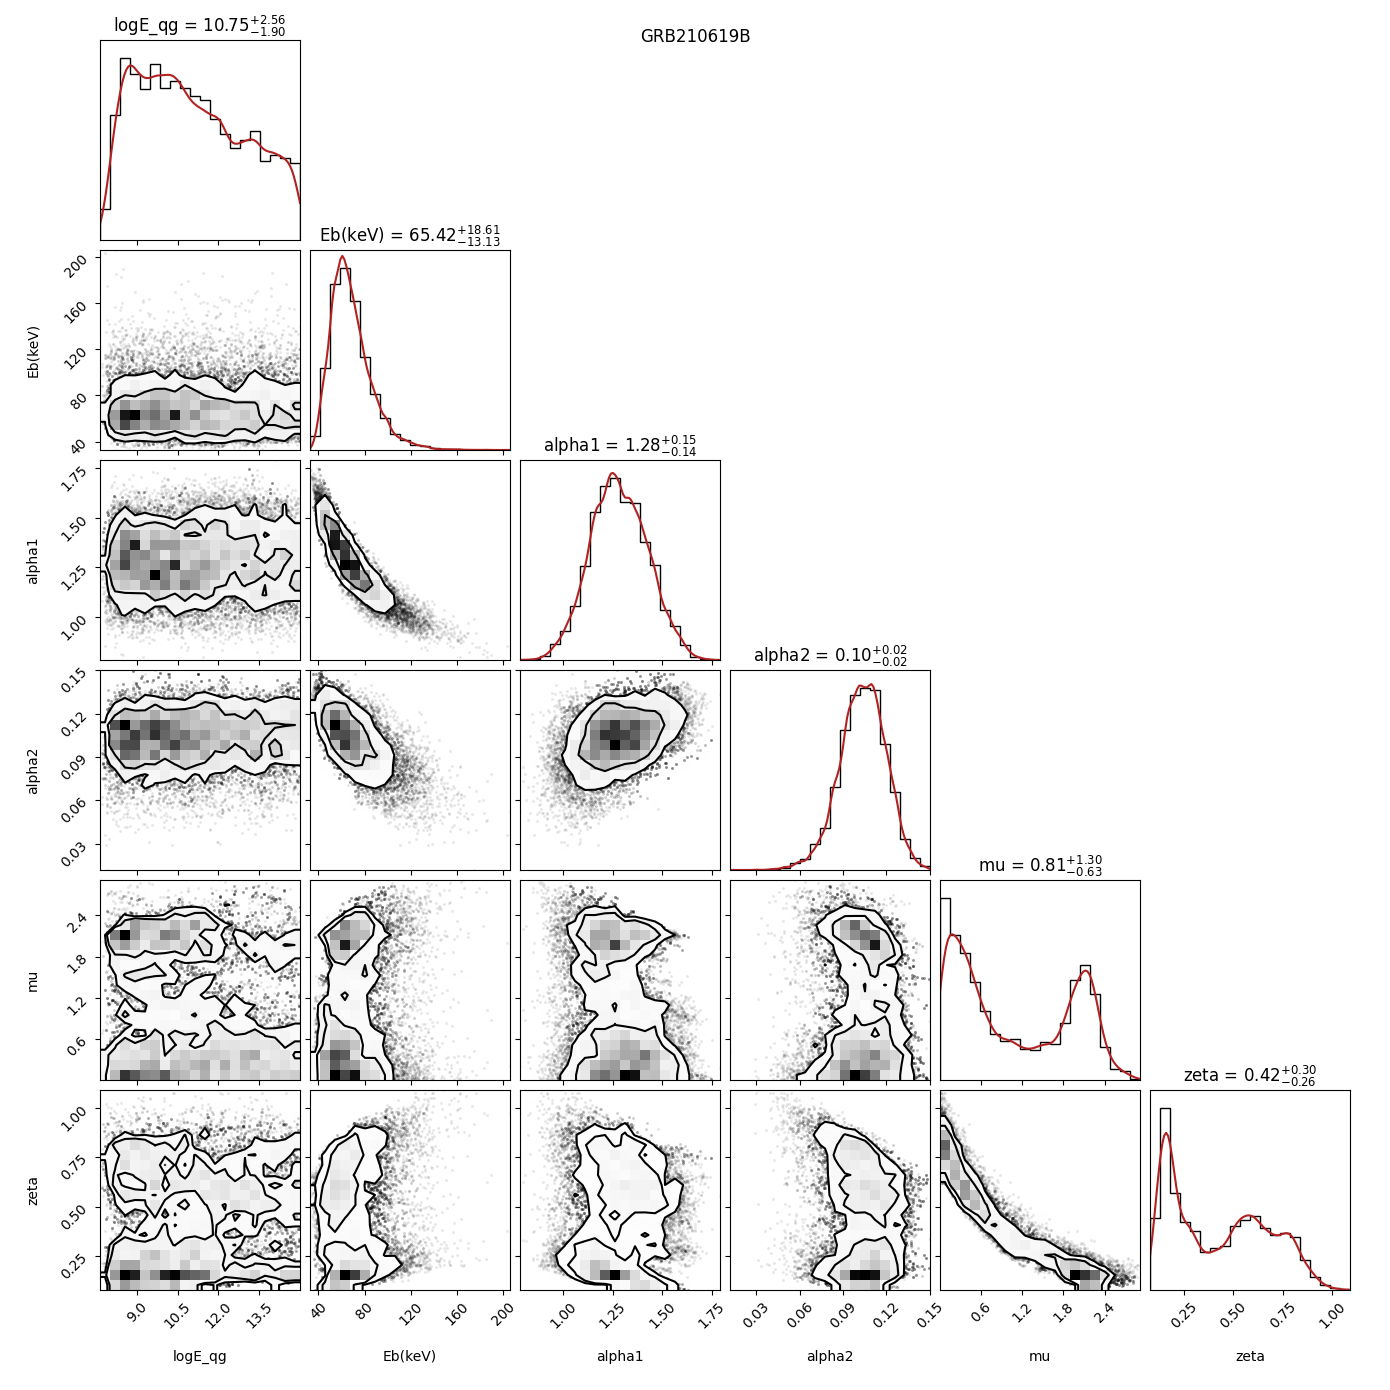 logE_qg = 10.75+2.56−1.90
GRB210619B
Eb(keV) = 65.42+18.61−13.13
200
160
120
80
40
Eb(keV)
alpha1 = 1.28+0.15−0.14
1.75
1.50
1.25
1.00
alpha1
alpha2 = 0.10+0.02−0.02
0.15
0.12
0.09
0.06
0.03
alpha2
mu = 0.81+1.30−0.63
2.4
1.8
1.2
0.6
mu
zeta = 0.42+0.30−0.26
1.00
0.75
0.50
0.25
zeta
9.0 10.5 12.0 13.5 40 80 120 160 200 1.00 1.25 1.50 1.75 0.03 0.06 0.09 0.12 0.15 0.6 1.2 1.8 2.4 0.25 0.50 0.75 1.00
logE_qg Eb(keV) alpha1 alpha2 mu zeta